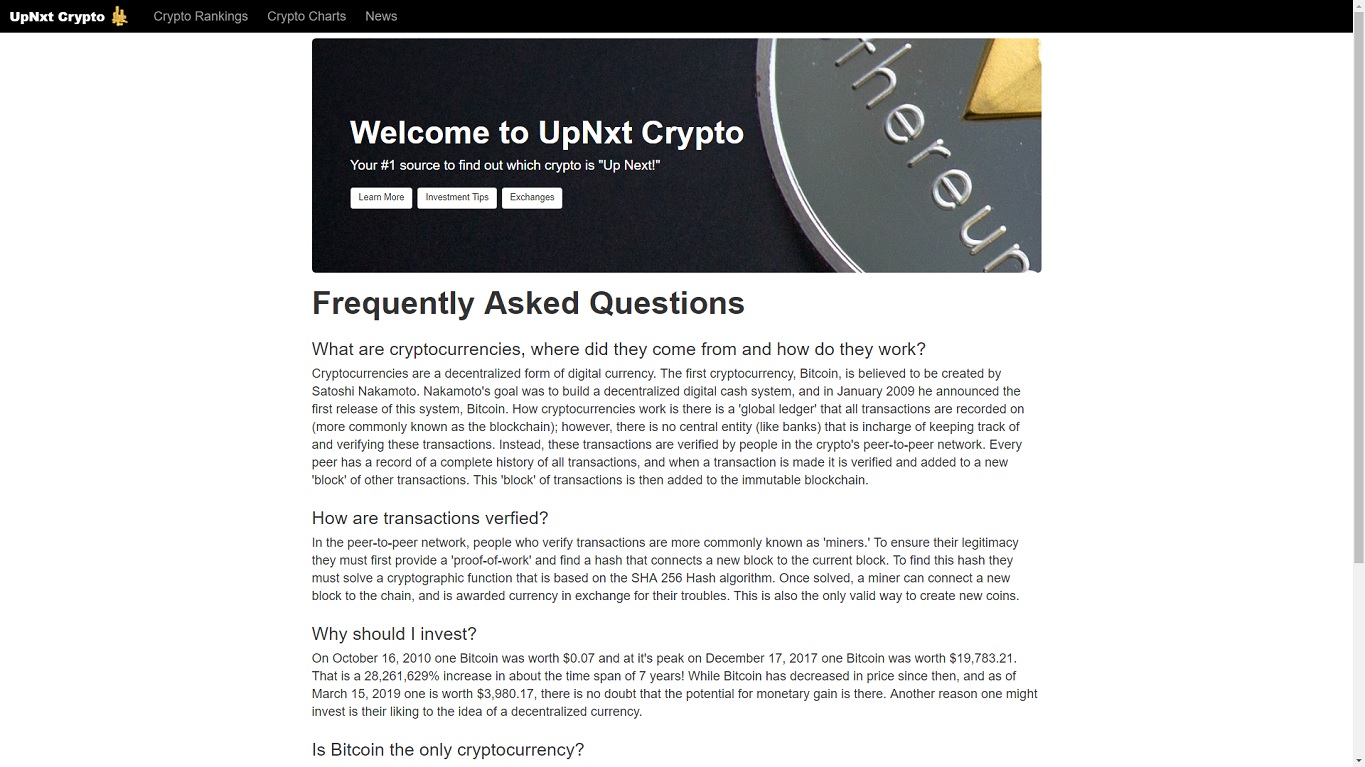 UpNxt Crypto Crypto Rankings Crypto Charts News
Ethereum
Welcome to UpNxt Crypto
Your #1 source to find out which crypto is "Up Next!"
Learn More Investment Tips Exchanges
Frequently Asked Questions
What are cryptocurrencies, where did they come from and how do they work?
Cryptocurrencies are a decentralized form of digital currency. The first cryptocurrency, Bitcoin, is believed to be created by
Satoshi Nakamoto. Nakamoto's goal was to build a decentralized digital cash system, and in January 2009 he announced the
first release of this system, Bitcoin. How cryptocurrencies work is there is a 'global ledger' that all transactions are recorded on
(more commonly known as the blockchain); however, there is no central entity (like banks) that is incharge of keeping track of
and verifying these transactions. Instead, these transactions are verified by people in the crypto's peer-to-peer network. Every
peer has a record of a complete history of all transactions, and when a transaction is made it is verified and added to a new
'block' of other transactions. This 'block' of transactions is then added to the immutable blockchain.
How are transactions verfied?
In the peer-to-peer network, people who verify transactions are more commonly known as 'miners.' To ensure their legitimacy
they must first provide a 'proof-of-work' and find a hash that connects a new block to the current block. To find this hash they
must solve a cryptographic function that is based on the SHA 256 Hash algorithm. Once solved, a miner can connect a new
block to the chain, and is awarded currency in exchange for their troubles. This is also the only valid way to create new coins.
Why should I invest?
On October 16, 2010 one Bitcoin was worth $0.07 and at it's peak on December 17, 2017 one Bitcoin was worth $19,783.21.
That is a 28,261,629% increase in about the time span of 7 years! While Bitcoin has decreased in price since then, and as of
March 15, 2019 one is worth $3,980.17, there is no doubt that the potential for monetary gain is there. Another reason one might
invest is their liking to the idea of a decentralized currency.
Is Bitcoin the only cryptocurrency?